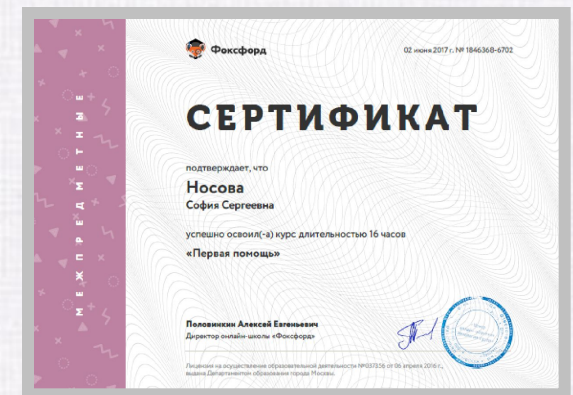 МЕЖПРЕДМЕТНЫЕ
Фоксфорд
02 июня 2017 г. № 1846368-6702
СЕРТИФИКАТ
подтверждает, что
Носова
София Сергеевна
успешно освоил(-а) курс длительностью 16 часов
«Первая помощь»
Половинкин Алексей Евгеньевич
Директор онлайн-школы «Фоксфорд»
Лицензия на осуществление образовательной деятельности №037356 от 06 апреля 2016 г.,
выдана Департаментом образования города Москвы.